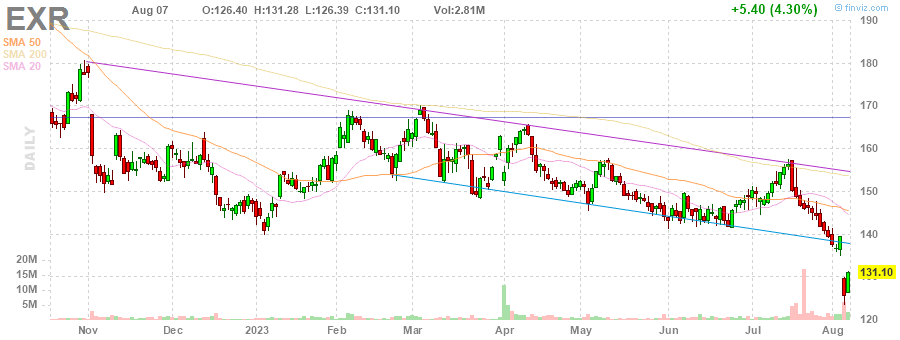 EXR Aug 07 O:126.40 H:131.28 L:126.39 C:131.10 Vol:2.81M +5.40 (4.30%) @ finviz.com
SMA 50
SMA 200
SMA 20
DAILY
190
180
170
160
150
140
131.10
120
20M
15M
10M
5M
Nov Dec 2023 Feb Mar Apr May Jun Jul Aug